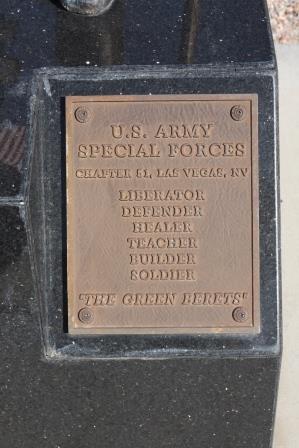 U.S. ARMY
SPECIAL FORCES
CHAPTER 51, LAS VEGAS, NV
LIBERATOR
DEFENDER
HEALER
TEACHER
BUILDER
SOLDIER
"THE GREEN BERETS"